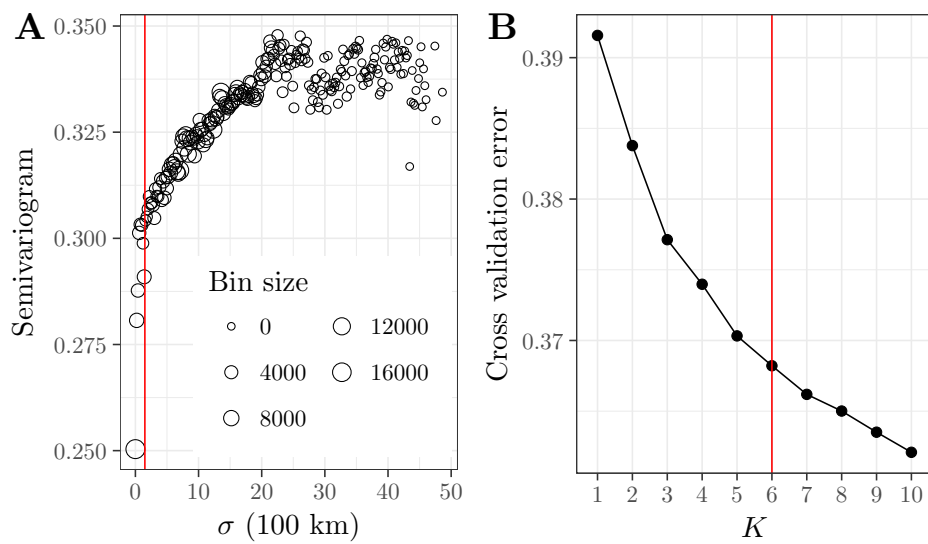 A
Semivariogram
0.350
0.325
0.300
0.275
0.250
Bin size
0
4000
8000
12000
16000
0 10 20 30 40 50
σ (100 km)
B
Cross validation error
0.39
0.38
0.37
1 2 3 4 5 6 7 8 9 10
K